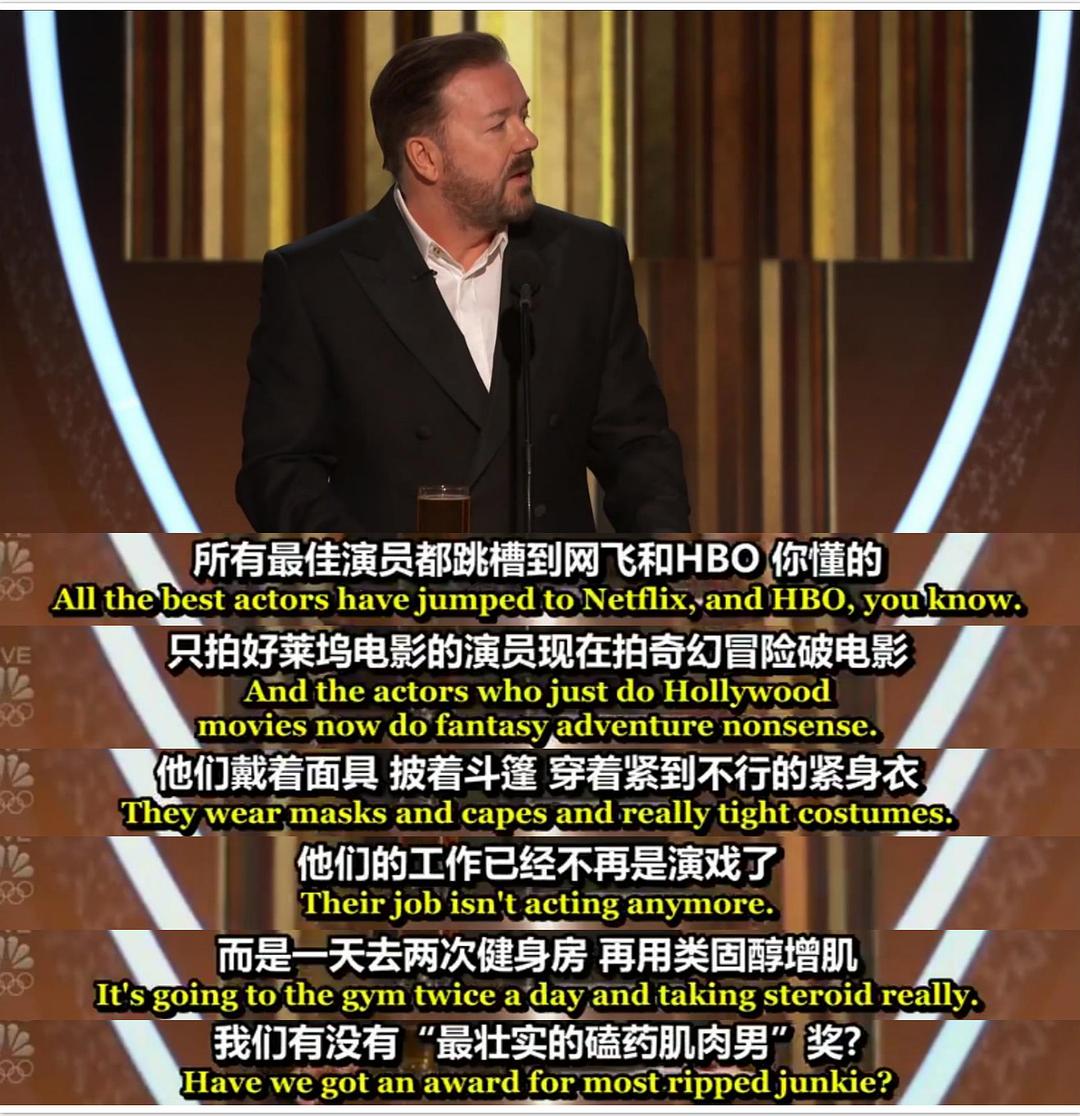 所有最佳演员都跳槽到网飞和HBO 你懂的
All the best actors have jumped to Netflix, and HBO, you know.
VE
只拍好莱坞电影的演员现在拍奇幻冒险破电影
And the actors who just do Hollywood
movies now do fantasy adventure nonsense.
他们戴着面具 披着斗篷 穿着紧到不行的紧身衣
They wear masks and capes and really tight costumes.
他们的工作已经不再是演戏了
Their job isn't acting anymore.
而是一天去两次健身房 再用类固醇增肌
It's going to the gym twice a day and taking steroid really.
我们有没有“最壮实的磕药肌肉男”奖?
Have we got an award for most ripped junkie?